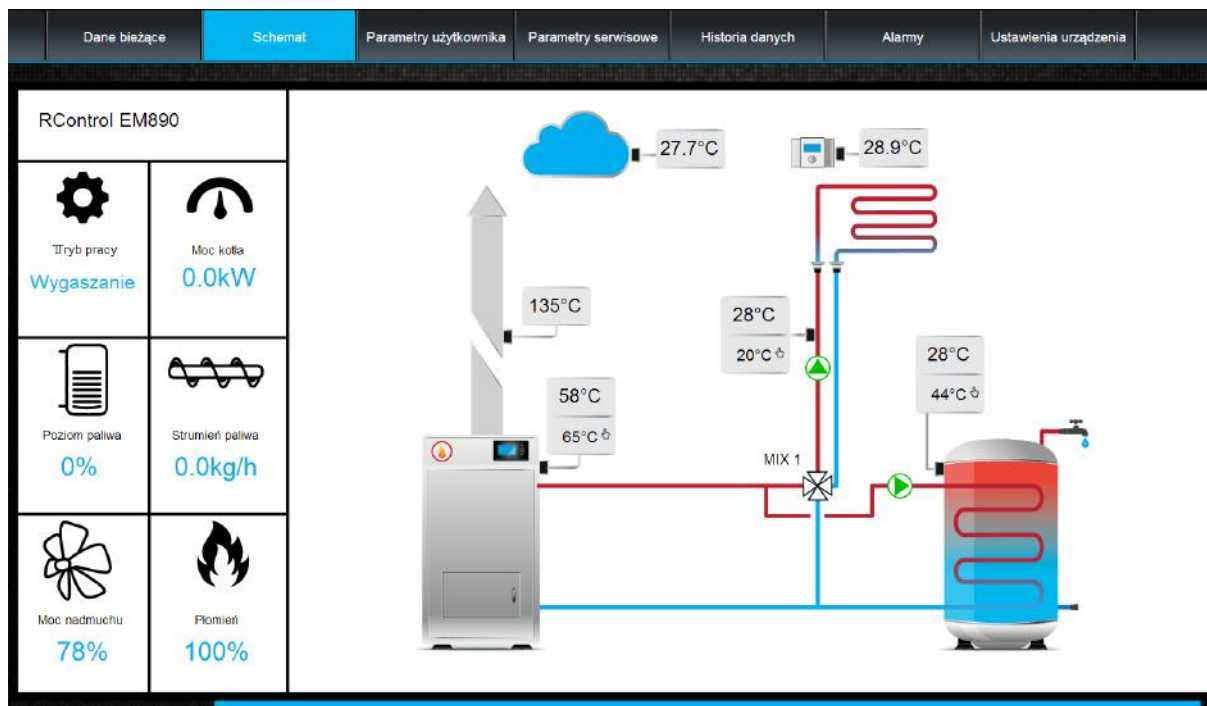 Dane bieżące
Schemat
Parametry użytkownika
Parametry serwisowe
Historia danych
Alarmy
Ustawienia urządzenia
RControl EM890
Tryb pracy
Wygaszanie
Moc kotła
0.0kW
Poziom paliwa
0%
Strumień paliwa
0.0kg/h
Moc nadmuchu
78%
Płomień
100%
27.7°C
28.9°C
135°C
58°C
65°C
28°C
20°C
28°C
44°C
MIX 1